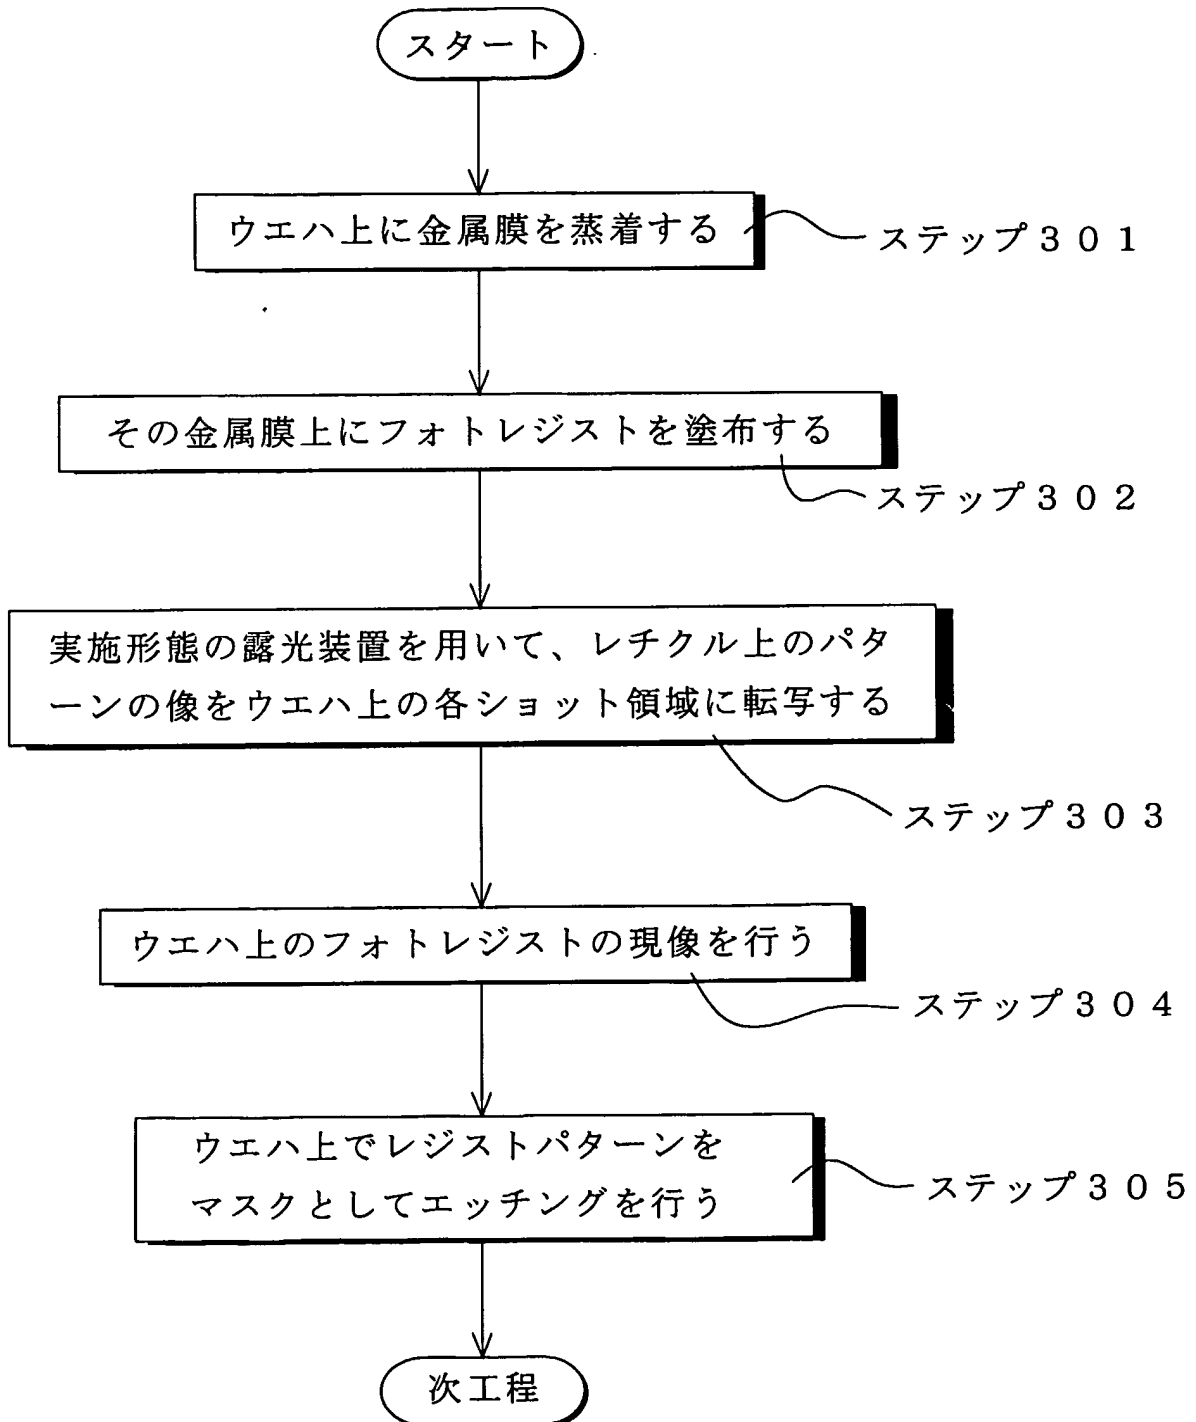 スタート
ウエハ上に金属膜を蒸着する
ステップ３０１
その金属膜上にフォトレジストを塗布する
ステップ３０２
実施形態の露光装置を用いて、レチクル上のパタ
ーンの像をウエハ上の各ショット領域に転写する
ステップ３０３
ウエハ上のフォトレジストの現像を行う
ステップ３０４
ウエハ上でレジストパターンを
マスクとしてエッチングを行う
ステップ３０５
次工程